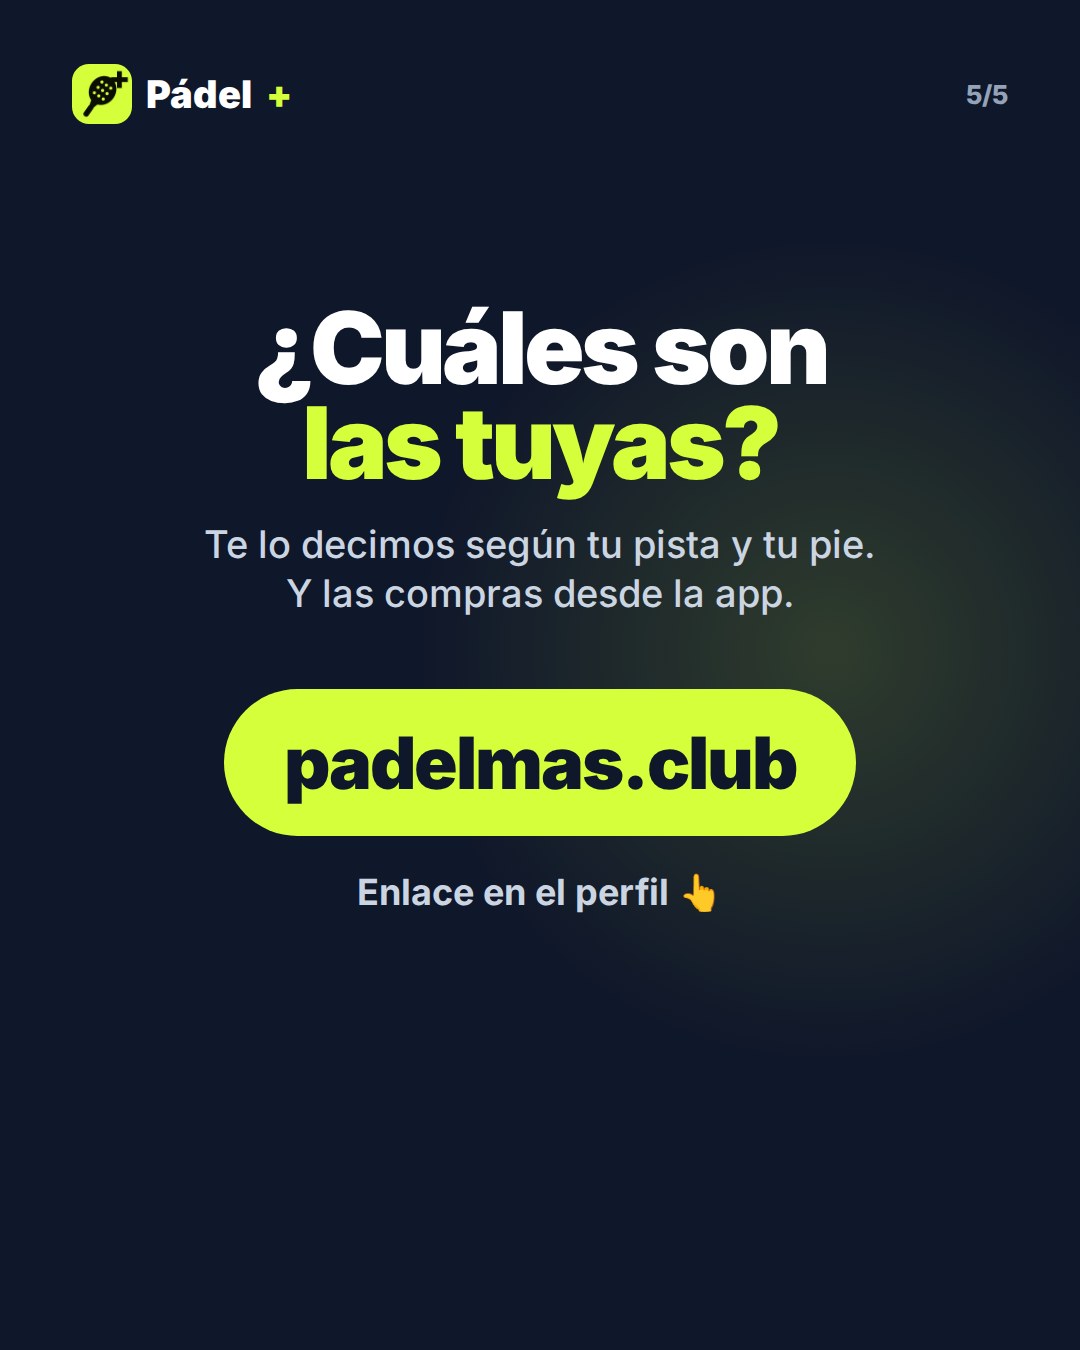 Pádel +
5/5
¿Cuáles son
las tuyas?
Te lo decimos según tu pista y tu pie.
Y las compras desde la app.
padelmas.club
Enlace en el perfil 👆